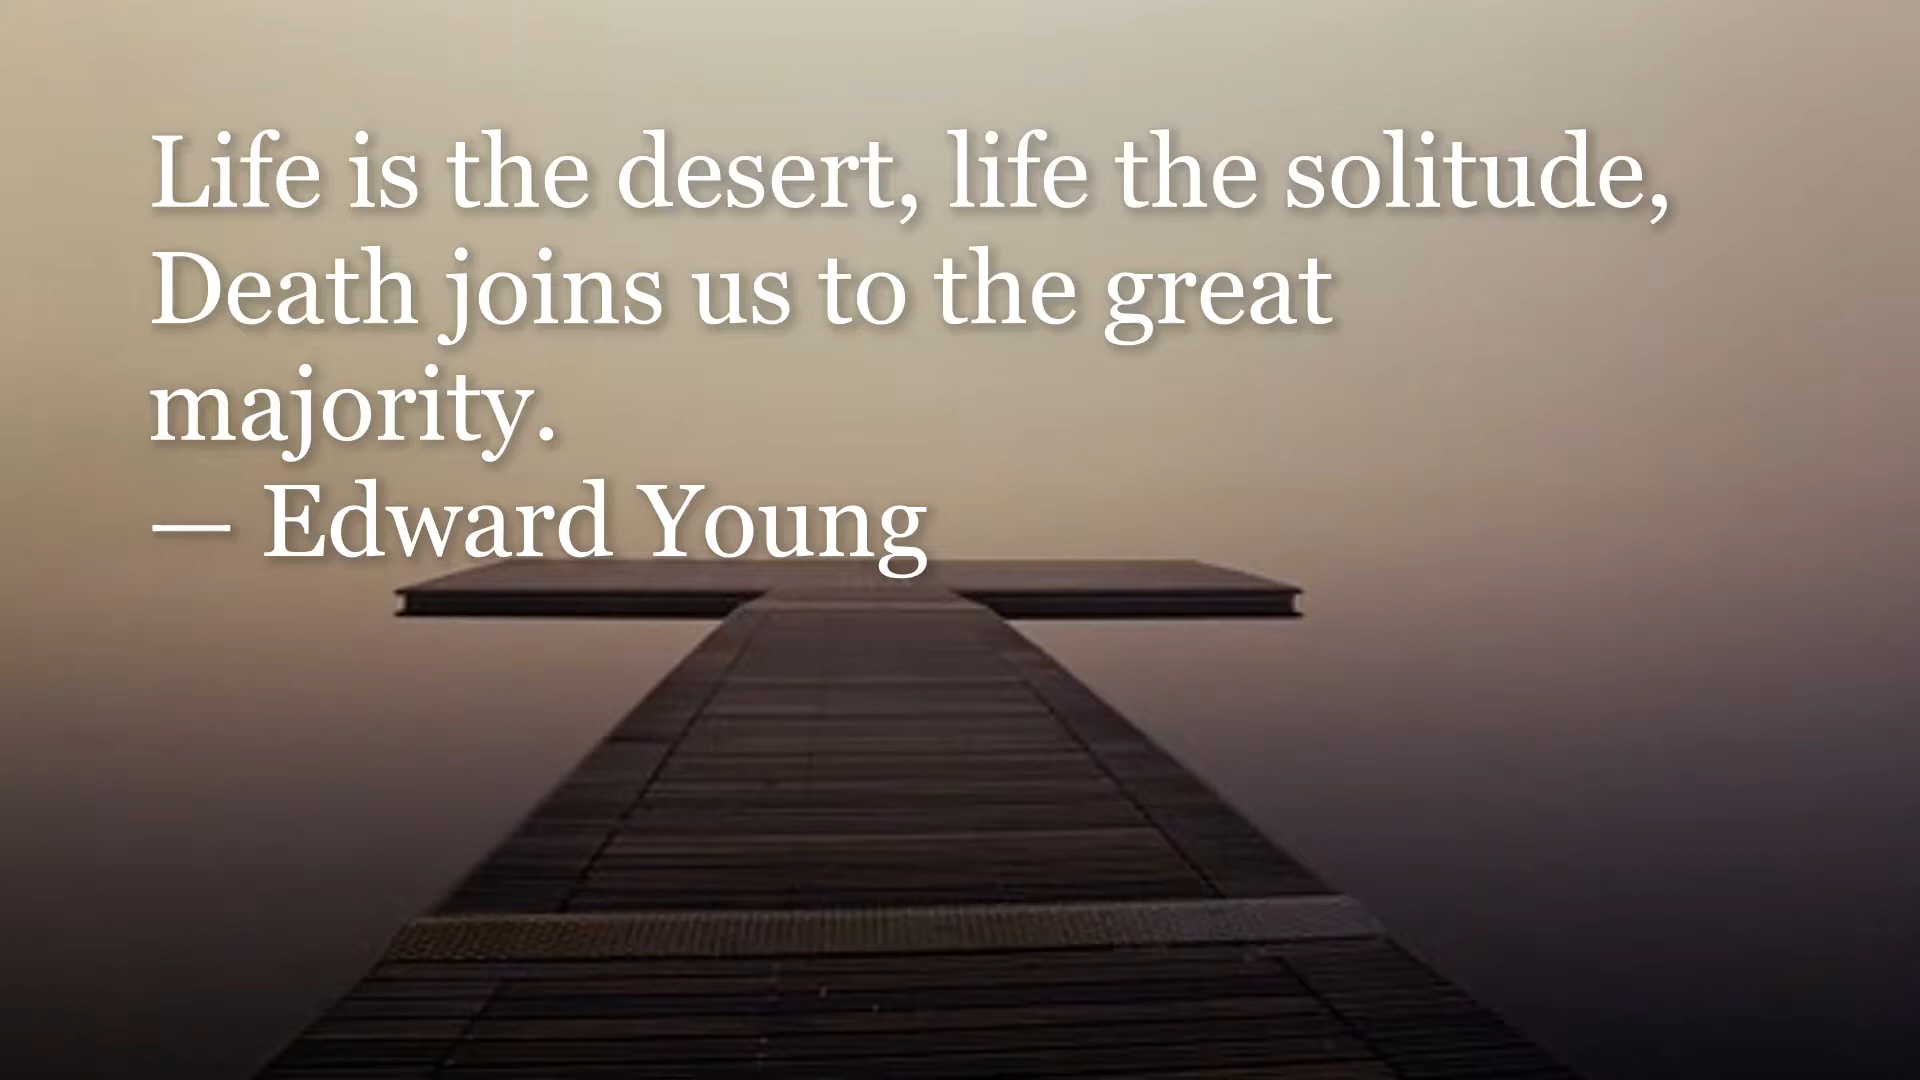 Life is the desert, life the solitude,
Death joins us to the great
majority.
— Edward Young